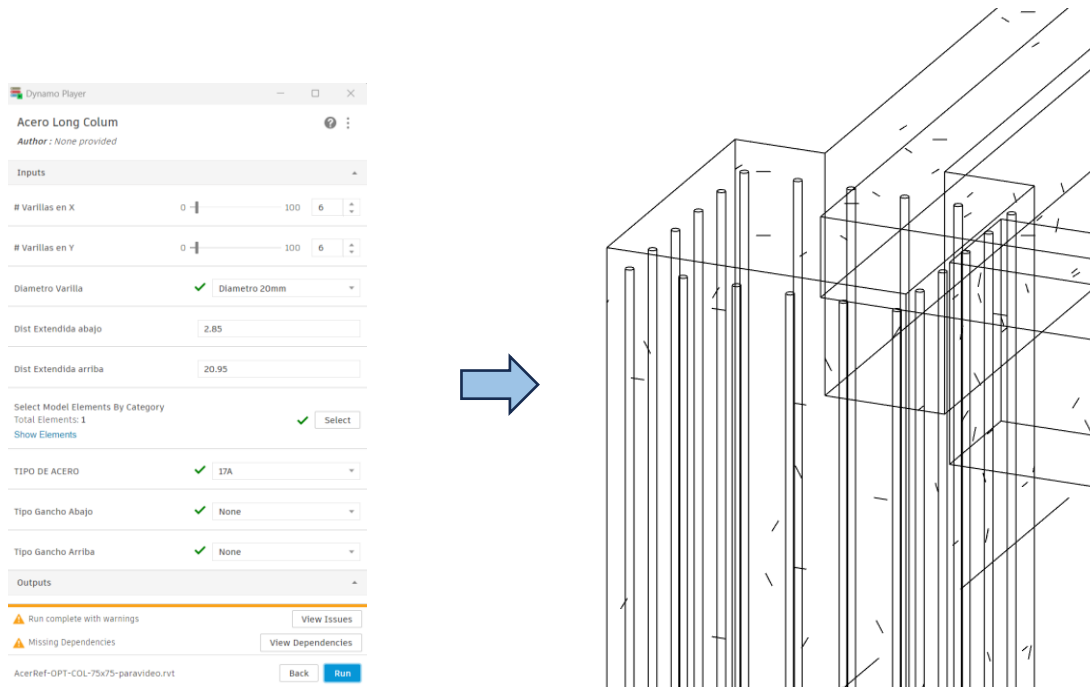 Dynamo Player
Acero Long Colum
Author : None provided
Inputs
# Varillas en X 0 100 6
# Varillas en Y 0 100 6
Diametro Varilla Diametro 20mm
Dist Extendida abajo 2.85
Dist Extendida arriba 20.95
Select Model Elements By Category
Total Elements: 1 Select
Show Elements
TIPO DE ACERO 17A
Tipo Gancho Abajo None
Tipo Gancho Arriba None
Outputs
Run complete with warnings View Issues
Missing Dependencies View Dependencies
AcerRef-OPT-COL-75x75-paravideo.rvt Back Run